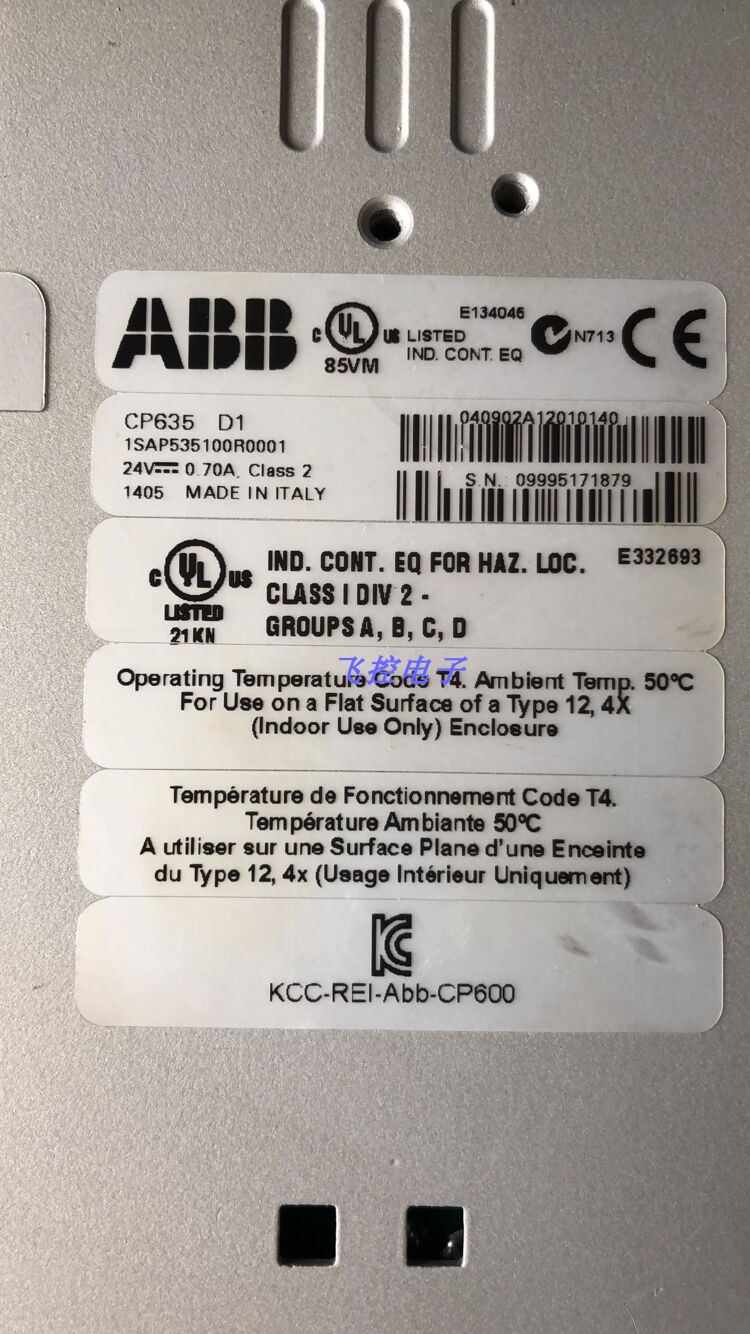 ABB
C UL US
85VM
E134046
LISTED
IND. CONT. EQ
N713
CE
CP635 D1
1SAP535100R0001
24V⎓ 0.70A, Class 2
1405 MADE IN ITALY
040902A12010140
S.N.: 09995171879
C UL US
LISTED
21KN
IND. CONT. EQ FOR HAZ. LOC.
CLASS I DIV 2 -
GROUPS A, B, C, D
E332693
飞控电子
Operating Temperature Code T4. Ambient Temp. 50°C
For Use on a Flat Surface of a Type 12, 4X
(Indoor Use Only) Enclosure
Température de Fonctionnement Code T4.
Température Ambiante 50°C
A utiliser sur une Surface Plane d'une Enceinte
du Type 12, 4x (Usage Intérieur Uniquement)
KC
KCC-REI-Abb-CP600